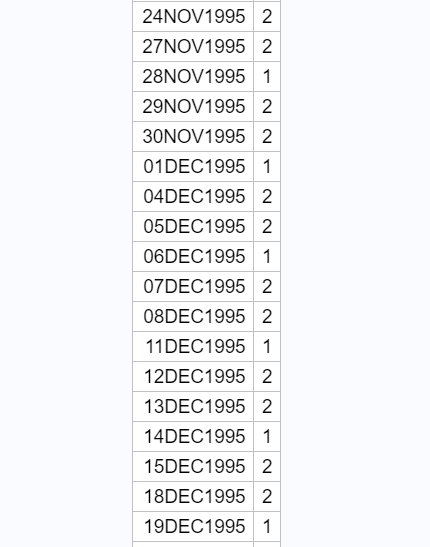 24NOV1995 2
27NOV1995 2
28NOV1995 1
29NOV1995 2
30NOV1995 2
01DEC1995 1
04DEC1995 2
05DEC1995 2
06DEC1995 1
07DEC1995 2
08DEC1995 2
11DEC1995 1
12DEC1995 2
13DEC1995 2
14DEC1995 1
15DEC1995 2
18DEC1995 2
19DEC1995 1